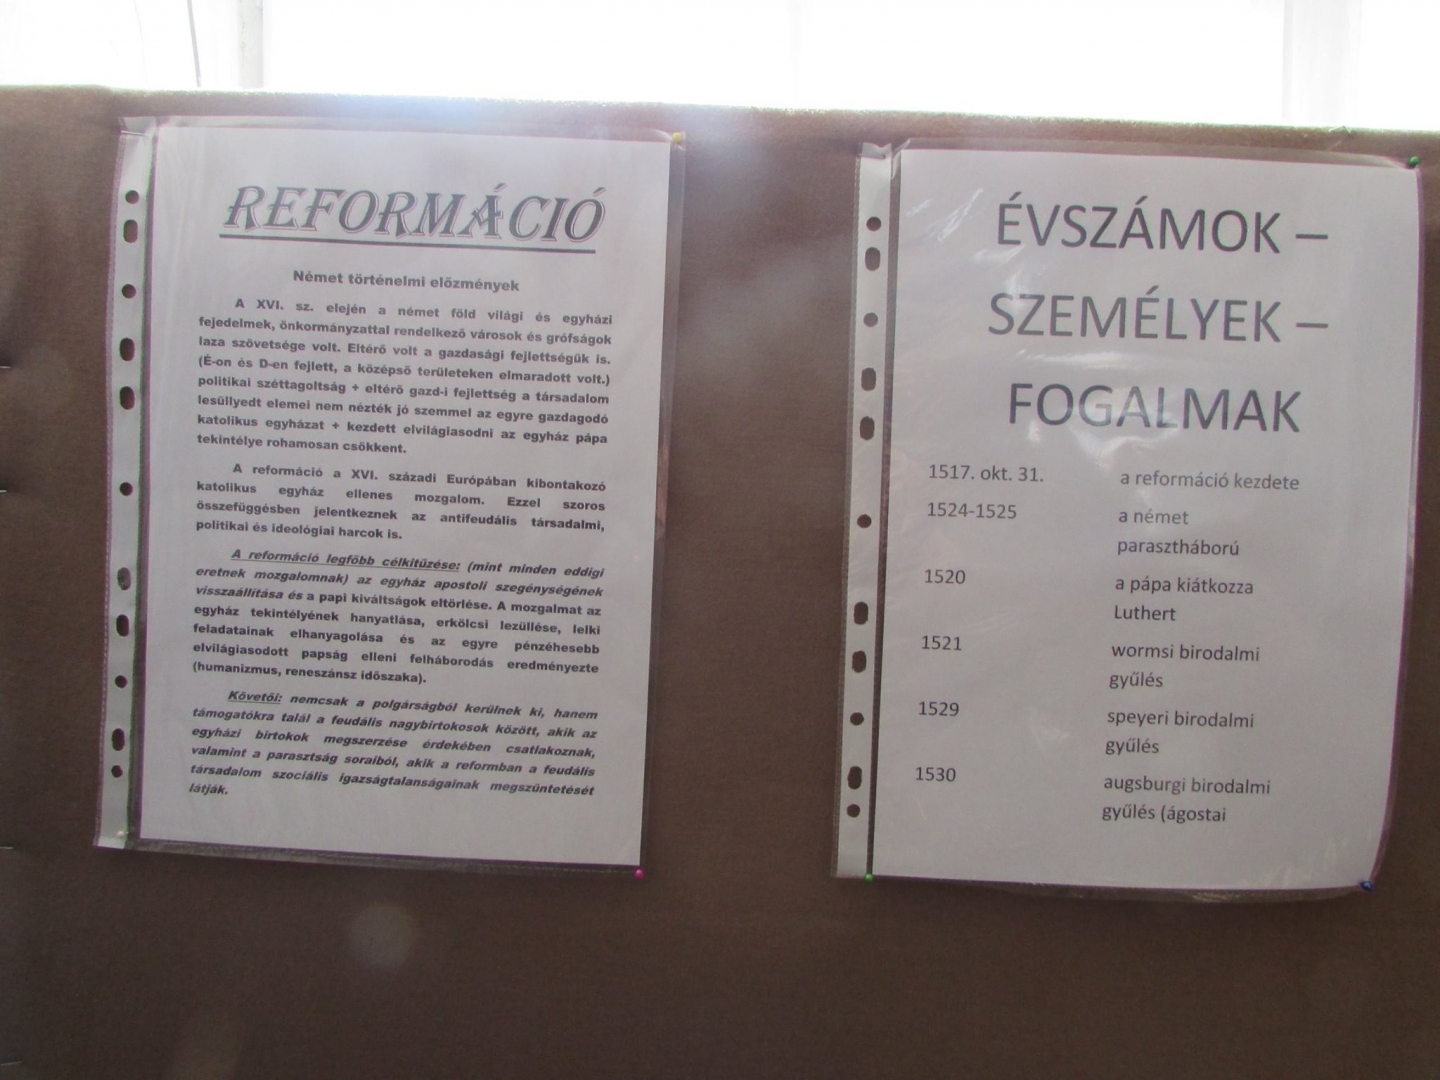 REFORMÁCIÓ
Német történelmi előzmények
A XVI. sz. elején a német föld világi és egyházi
fejedelmek, önkormányzattal rendelkező városok és grófságok
laza szövetsége volt. Eltérő volt a gazdasági fejlettségük is.
(É-on és D-en fejlett, a középső területeken elmaradott volt.)
politikai széttagoltság + eltérő gazd-i fejlettség a társadalom
lesüllyedt elemei nem nézték jó szemmel az egyre gazdagodó
katolikus egyházat + kezdett elvilágiasodni az egyház pápa
tekintélye rohamosan csökkent.
A reformáció a XVI. századi Európában kibontakozó
katolikus egyház ellenes mozgalom. Ezzel szoros
összefüggésben jelentkeznek az antifeudális társadalmi,
politikai és ideológiai harcok is.
A reformáció legfőbb célkitűzése: (mint minden eddigi
eretnek mozgalomnak) az egyház apostoli szegénységének
visszaállítása és a papi kiváltságok eltörlése. A mozgalmat az
egyház tekintélyének hanyatlása, erkölcsi lezüllése, lelki
feladatainak elhanyagolása és az egyre pénzéhesebb
elvilágiasodott papság elleni felháborodás eredményezte
(humanizmus, reneszánsz időszaka).
Követői: nemcsak a polgárságból kerülnek ki, hanem
támogatókra talál a feudális nagybirtokosok között, akik az
egyházi birtokok megszerzése érdekében csatlakoznak,
valamint a parasztság soraiból, akik a reformban a feudális
társadalom szociális igazságtalanságainak megszüntetését
látják.
ÉVSZÁMOK –
SZEMÉLYEK –
FOGALMAK
1517. okt. 31. a reformáció kezdete
1524-1525 a német
parasztháború
1520 a pápa kiátkozza
Luthert
1521 wormsi birodalmi
gyűlés
1529 speyeri birodalmi
gyűlés
1530 augsburgi birodalmi
gyűlés (ágostai